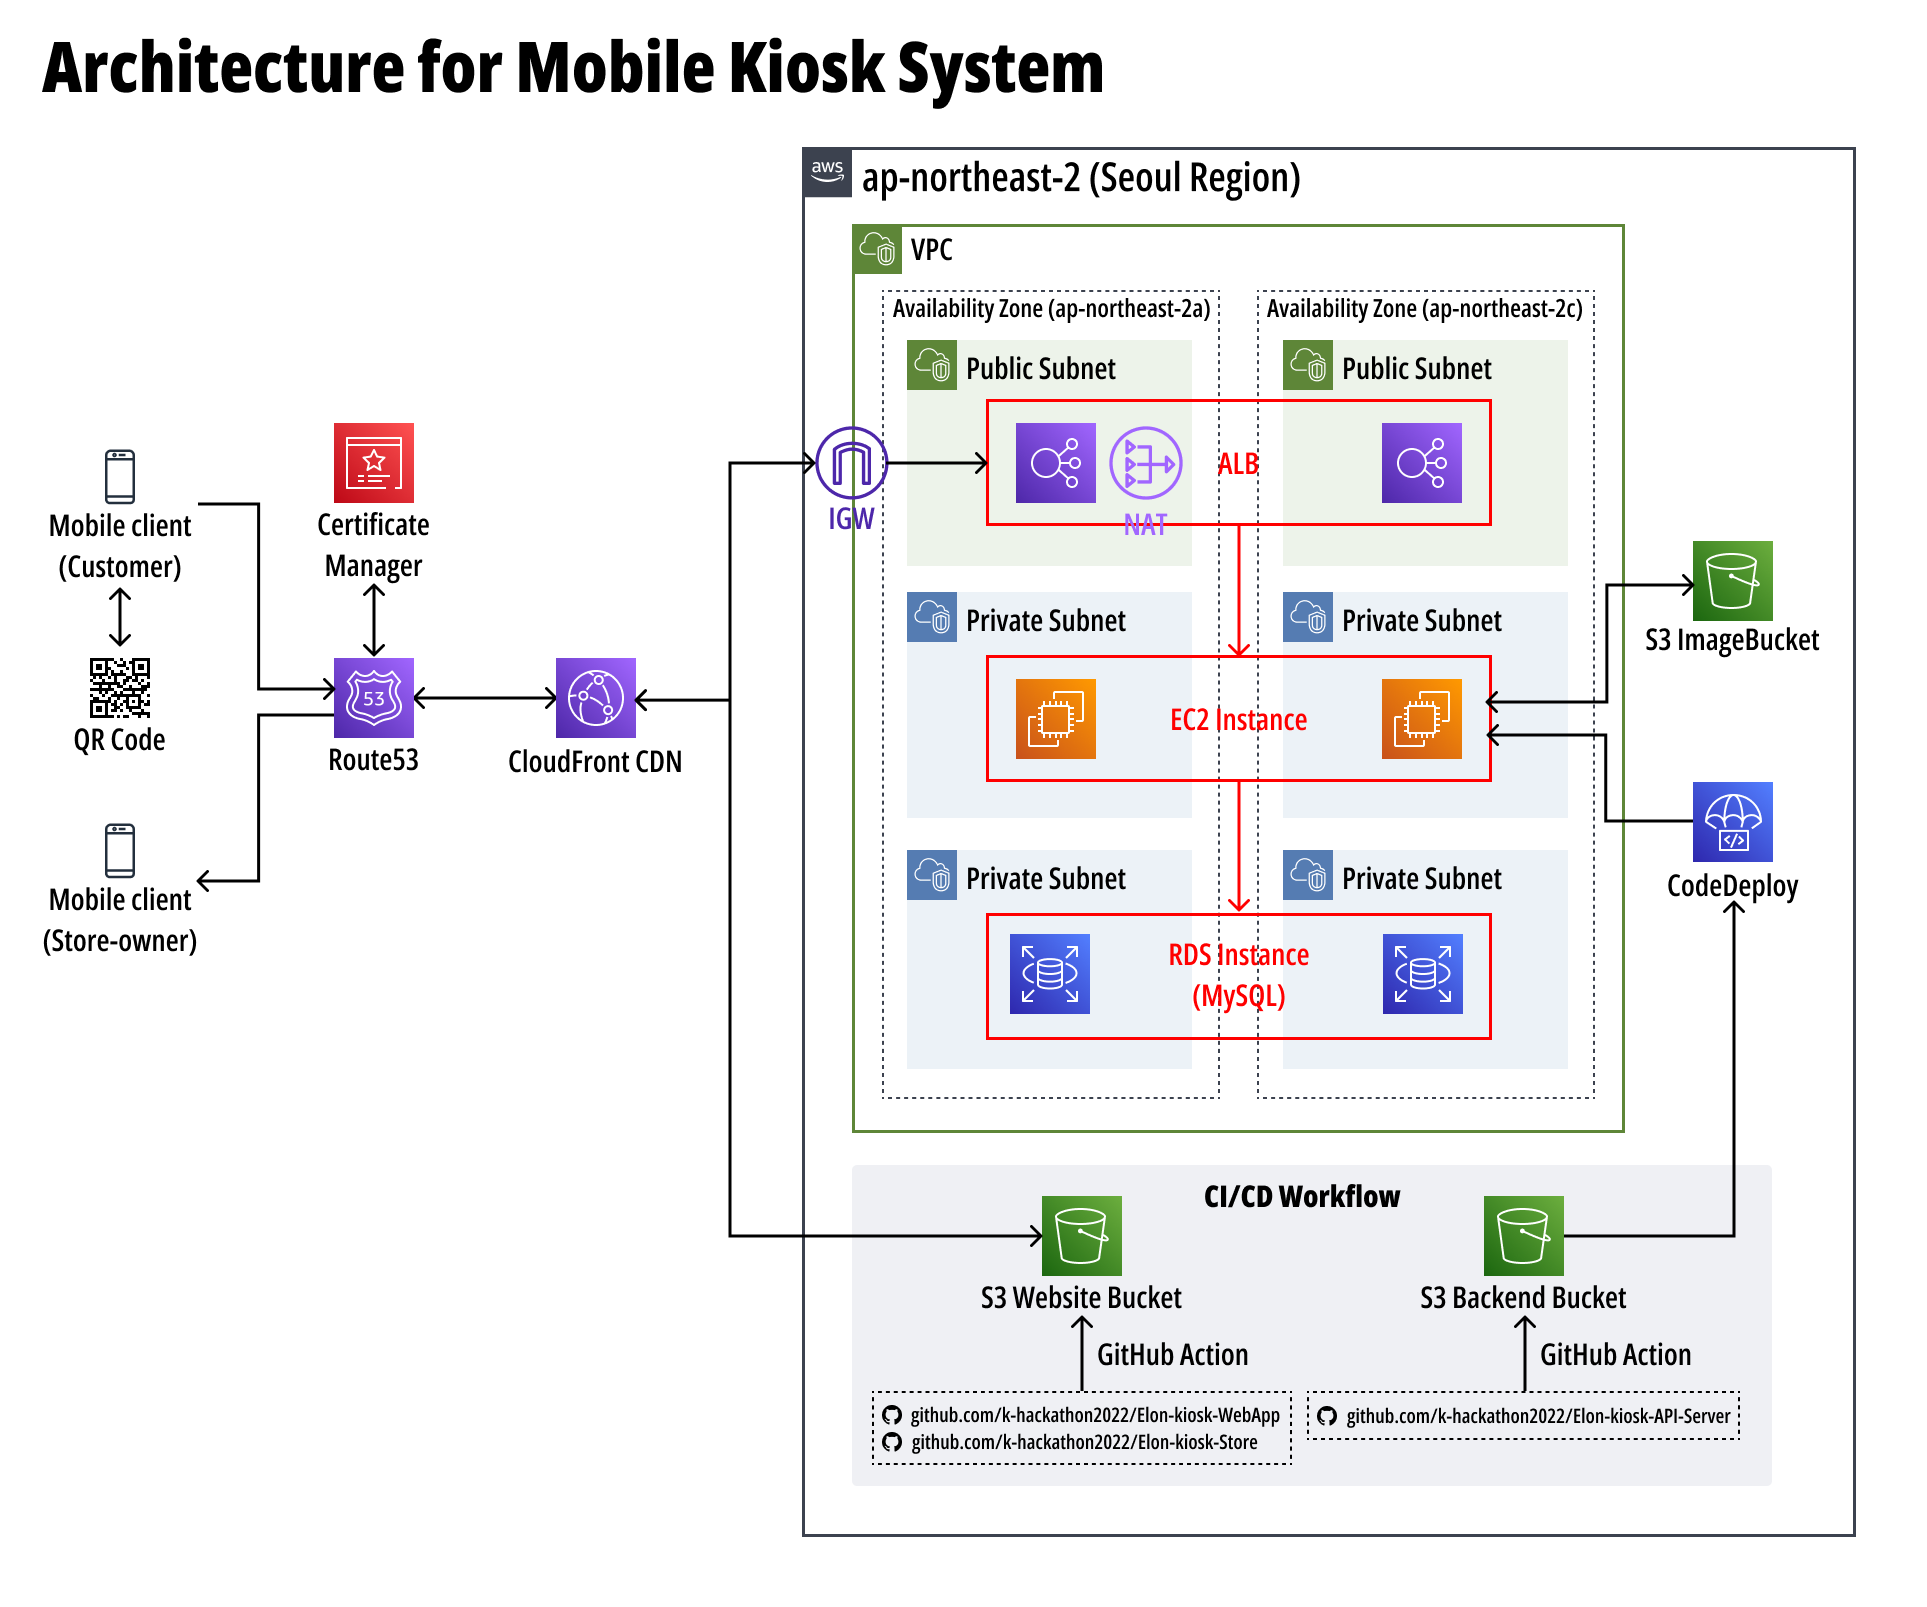 Architecture for Mobile Kiosk System
aws
ap-northeast-2 (Seoul Region)
VPC
Availability Zone (ap-northeast-2a)
Availability Zone (ap-northeast-2c)
Public Subnet
Public Subnet
ALB
IGW
NAT
Mobile client
(Customer)
Certificate
Manager
QR Code
53
Route53
CloudFront CDN
Mobile client
(Store-owner)
Private Subnet
Private Subnet
EC2 Instance
S3 ImageBucket
CodeDeploy
Private Subnet
Private Subnet
RDS Instance
(MySQL)
CI/CD Workflow
S3 Website Bucket
S3 Backend Bucket
GitHub Action
GitHub Action
github.com/k-hackathon2022/Elon-kiosk-WebApp
github.com/k-hackathon2022/Elon-kiosk-Store
github.com/k-hackathon2022/Elon-kiosk-API-Server